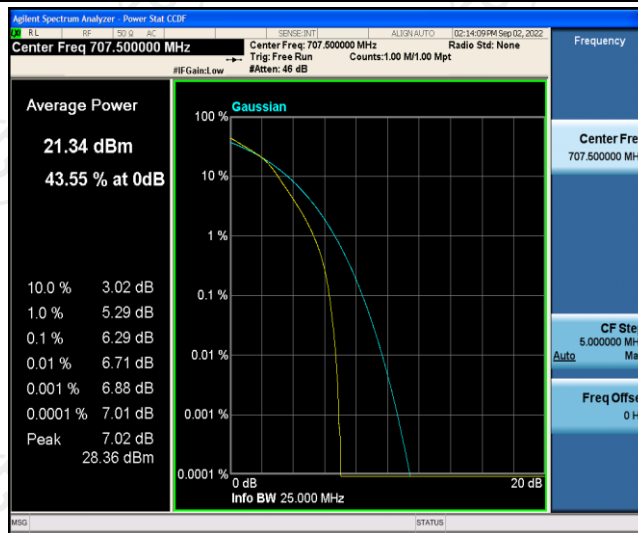 Agilent Spectrum Analyzer - Power Stat CCDF
RL RF 50 Ω AC SENSE:INT ALIGN AUTO 02:14:09 PM Sep 02, 2022
Center Freq 707.500000 MHz
Center Freq: 707.500000 MHz Radio Std: None
Trig: Free Run Counts:1.00 M/1.00 Mpt
#IFGain:Low #Atten: 46 dB
Frequency
Average Power
21.34 dBm
43.55 % at 0dB
10.0 % 3.02 dB
1.0 % 5.29 dB
0.1 % 6.29 dB
0.01 % 6.71 dB
0.001 % 6.88 dB
0.0001 % 7.01 dB
Peak 7.02 dB
28.36 dBm
Gaussian
100 %
10 %
1 %
0.1 %
0.01 %
0.001 %
0.0001 %
0 dB 20 dB
Info BW 25.000 MHz
Center Fre
707.500000 MH
CF Ste
5.000000 MH
Auto Ma
Freq Offse
0 H
MSG STATUS